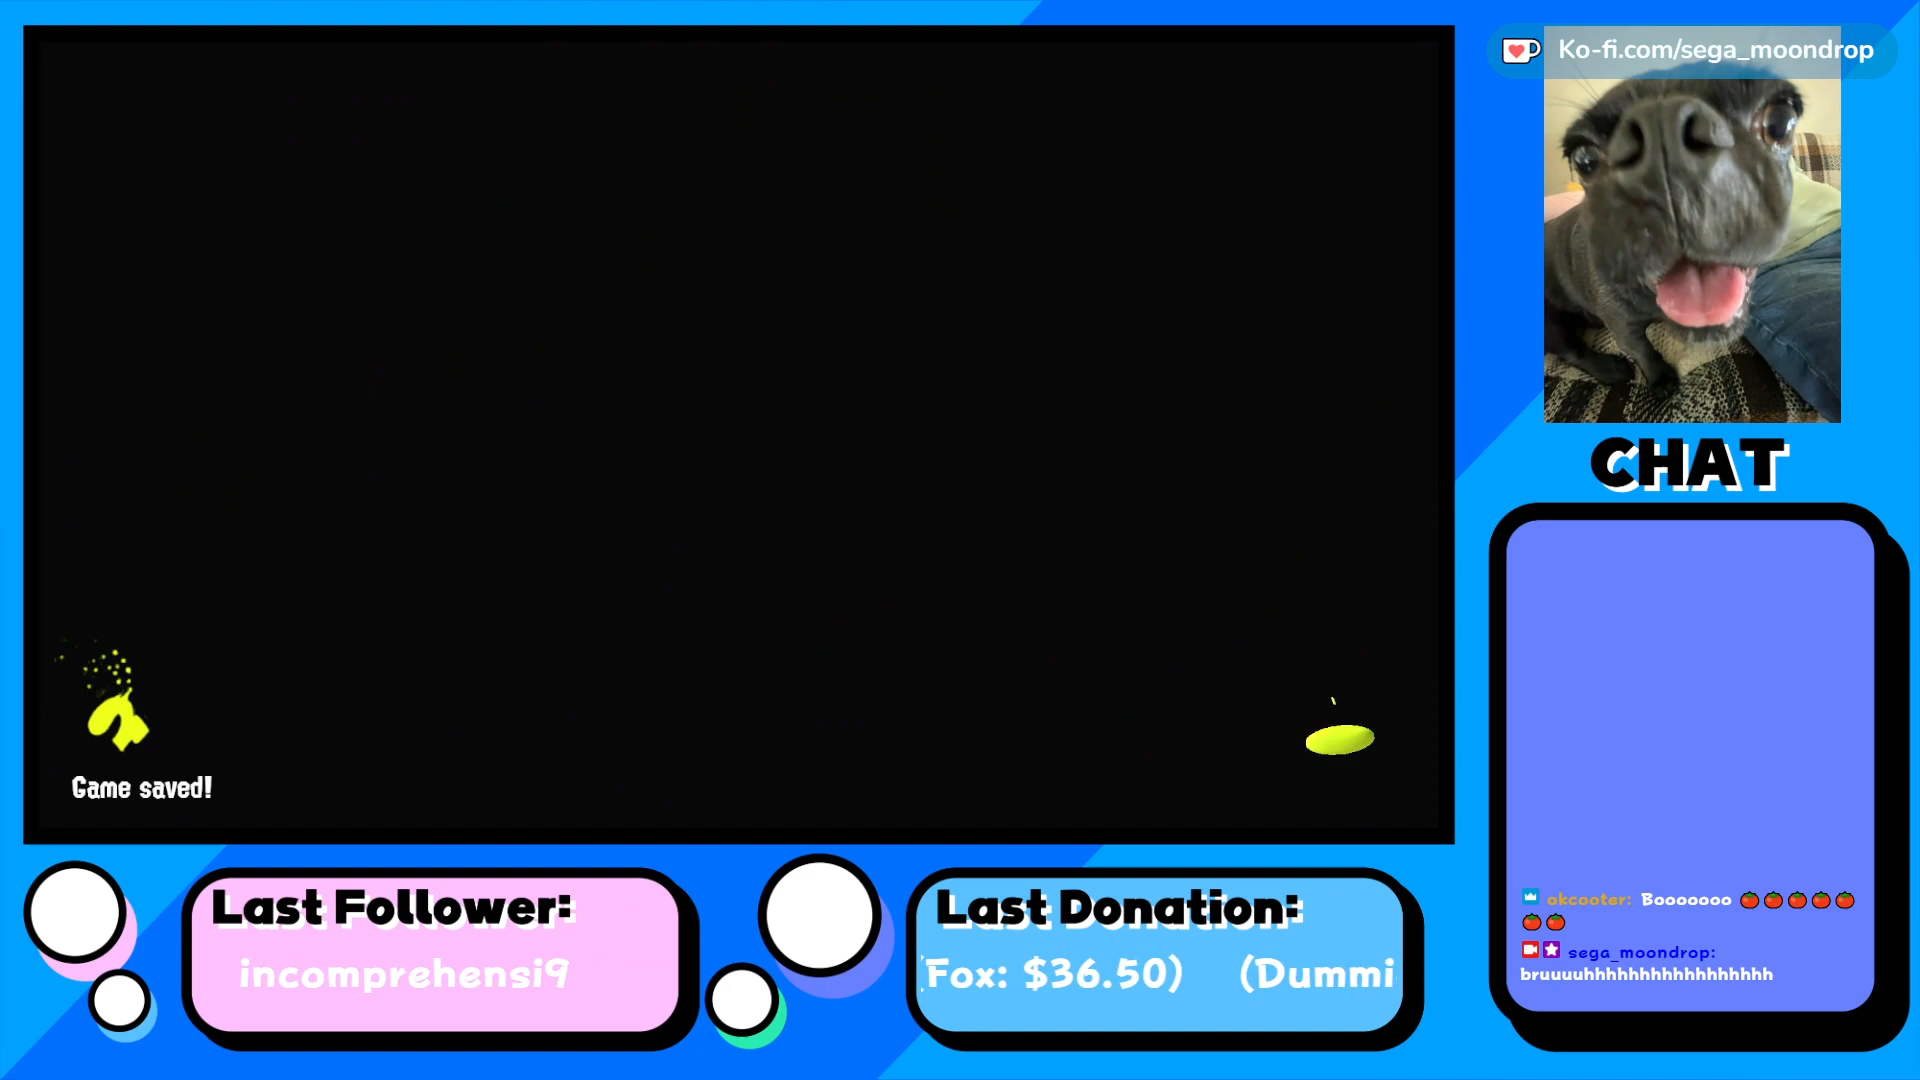 Ko-fi.com/sega_moondrop
CHAT
Game saved!
okcooter: Booooooo 🍅🍅🍅🍅🍅
🍅🍅
sega_moondrop:
bruuuuhhhhhhhhhhhhhhhhh
Last Follower:
incomprehensi9
Last Donation:
Fox: $36.50) (Dummi